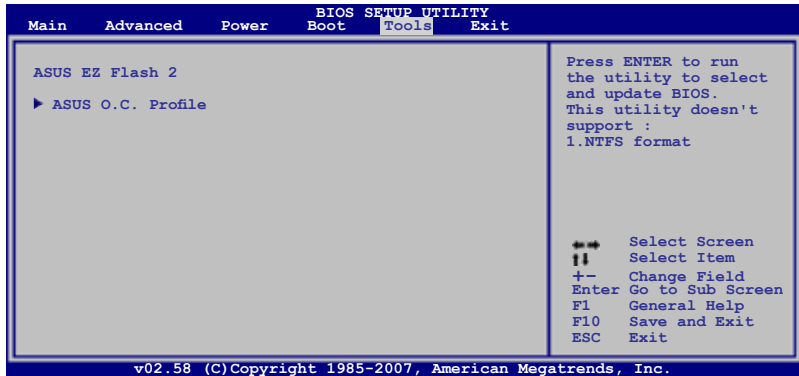 BIOS SETUP UTILITY
Main Advanced Power Boot Tools Exit
ASUS EZ Flash 2
ASUS O.C. Profile
Press ENTER to run
the utility to select
and update BIOS.
This utility doesn't
support :
1.NTFS format
Select Screen
Select Item
+- Change Field
Enter Go to Sub Screen
F1 General Help
F10 Save and Exit
ESC Exit
v02.58 (C)Copyright 1985-2007, American Megatrends, Inc.